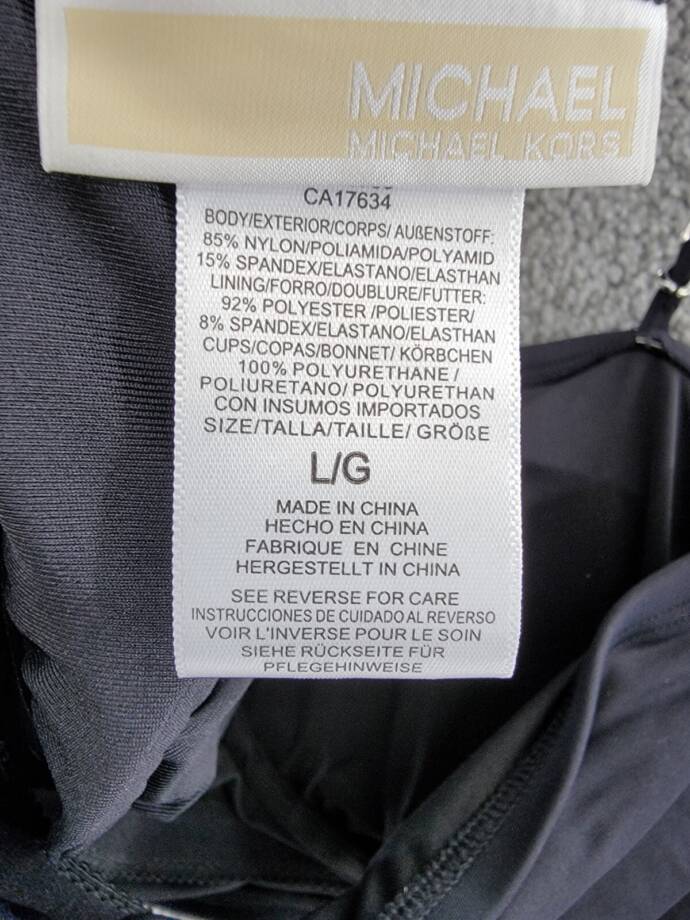 MICHAEL
MICHAEL KORS
CA17634
BODY/EXTERIOR/CORPS/ AUßENSTOFF:
85% NYLON/POLIAMIDA/POLYAMID
15% SPANDEX/ELASTANO/ELASTHAN
LINING/FORRO/DOUBLURE/FUTTER:
92% POLYESTER /POLIESTER/
8% SPANDEX/ELASTANO/ELASTHAN
CUPS/COPAS/BONNET/ KÖRBCHEN
100% POLYURETHANE /
POLIURETANO/ POLYURETHAN
CON INSUMOS IMPORTADOS
SIZE/TALLA/TAILLE/ GRÖßE
L/G
MADE IN CHINA
HECHO EN CHINA
FABRIQUE EN CHINE
HERGESTELLT IN CHINA
SEE REVERSE FOR CARE
INSTRUCCIONES DE CUIDADO AL REVERSO
VOIR L'INVERSE POUR LE SOIN
SIEHE RÜCKSEITE FÜR
PFLEGEHINWEISE